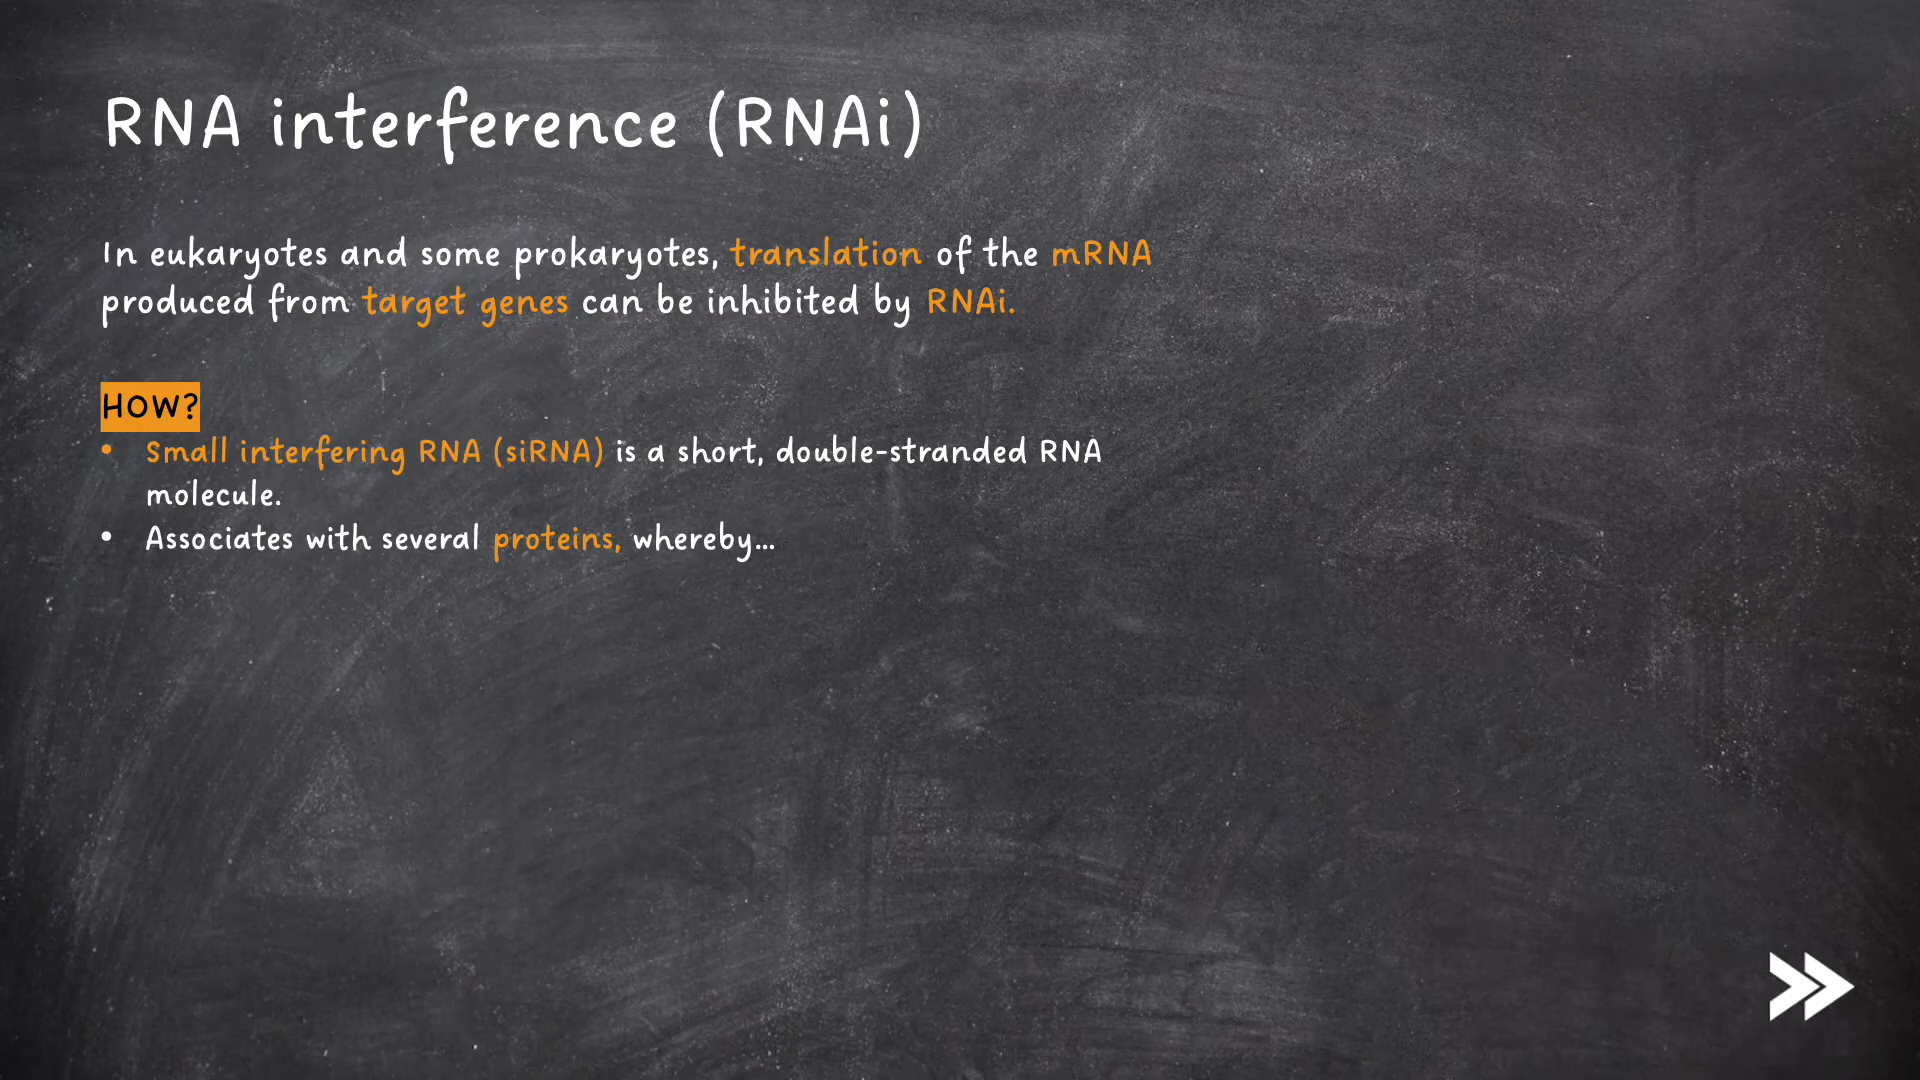 RNA interference (RNAi)
In eukaryotes and some prokaryotes, translation of the mRNA
produced from target genes can be inhibited by RNAi.
HOW?
• Small interfering RNA (siRNA) is a short, double-stranded RNA
molecule.
• Associates with several proteins, whereby...